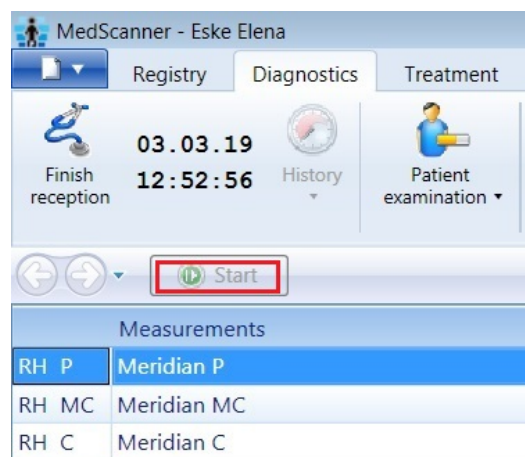 MedScanner - Eske Elena
Registry Diagnostics Treatment
03.03.19
12:52:56
Finish
reception
History
Patient
examination
Start
Measurements
RH P Meridian P
RH MC Meridian MC
RH C Meridian C